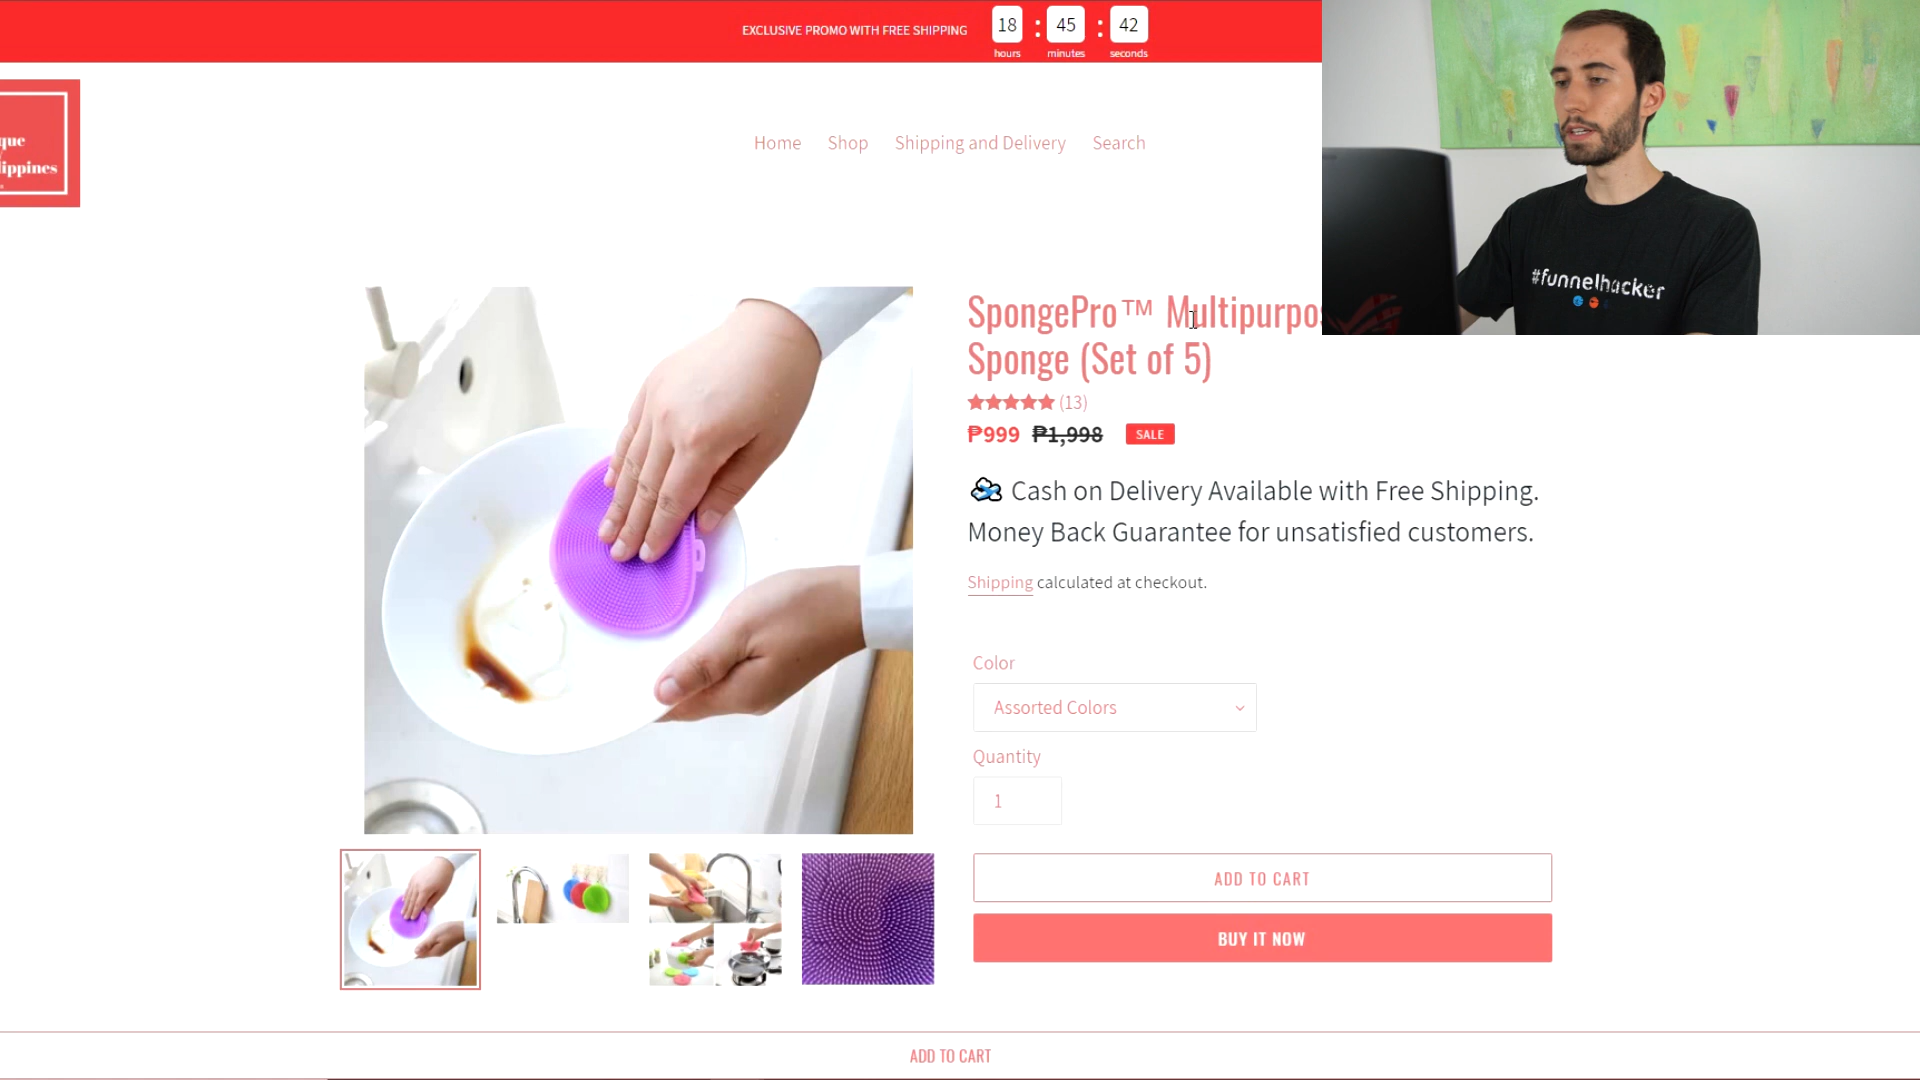 EXCLUSIVE PROMO WITH FREE SHIPPING
18 : 45 : 42
hours minutes seconds
que
lippines
Home Shop Shipping and Delivery Search
#funnelhacker
SpongePro™ Multipurpos
Sponge (Set of 5)
(13)
₱999 ₱1,998 SALE
Cash on Delivery Available with Free Shipping.
Money Back Guarantee for unsatisfied customers.
Shipping calculated at checkout.
Color
Assorted Colors
Quantity
1
ADD TO CART
BUY IT NOW
ADD TO CART